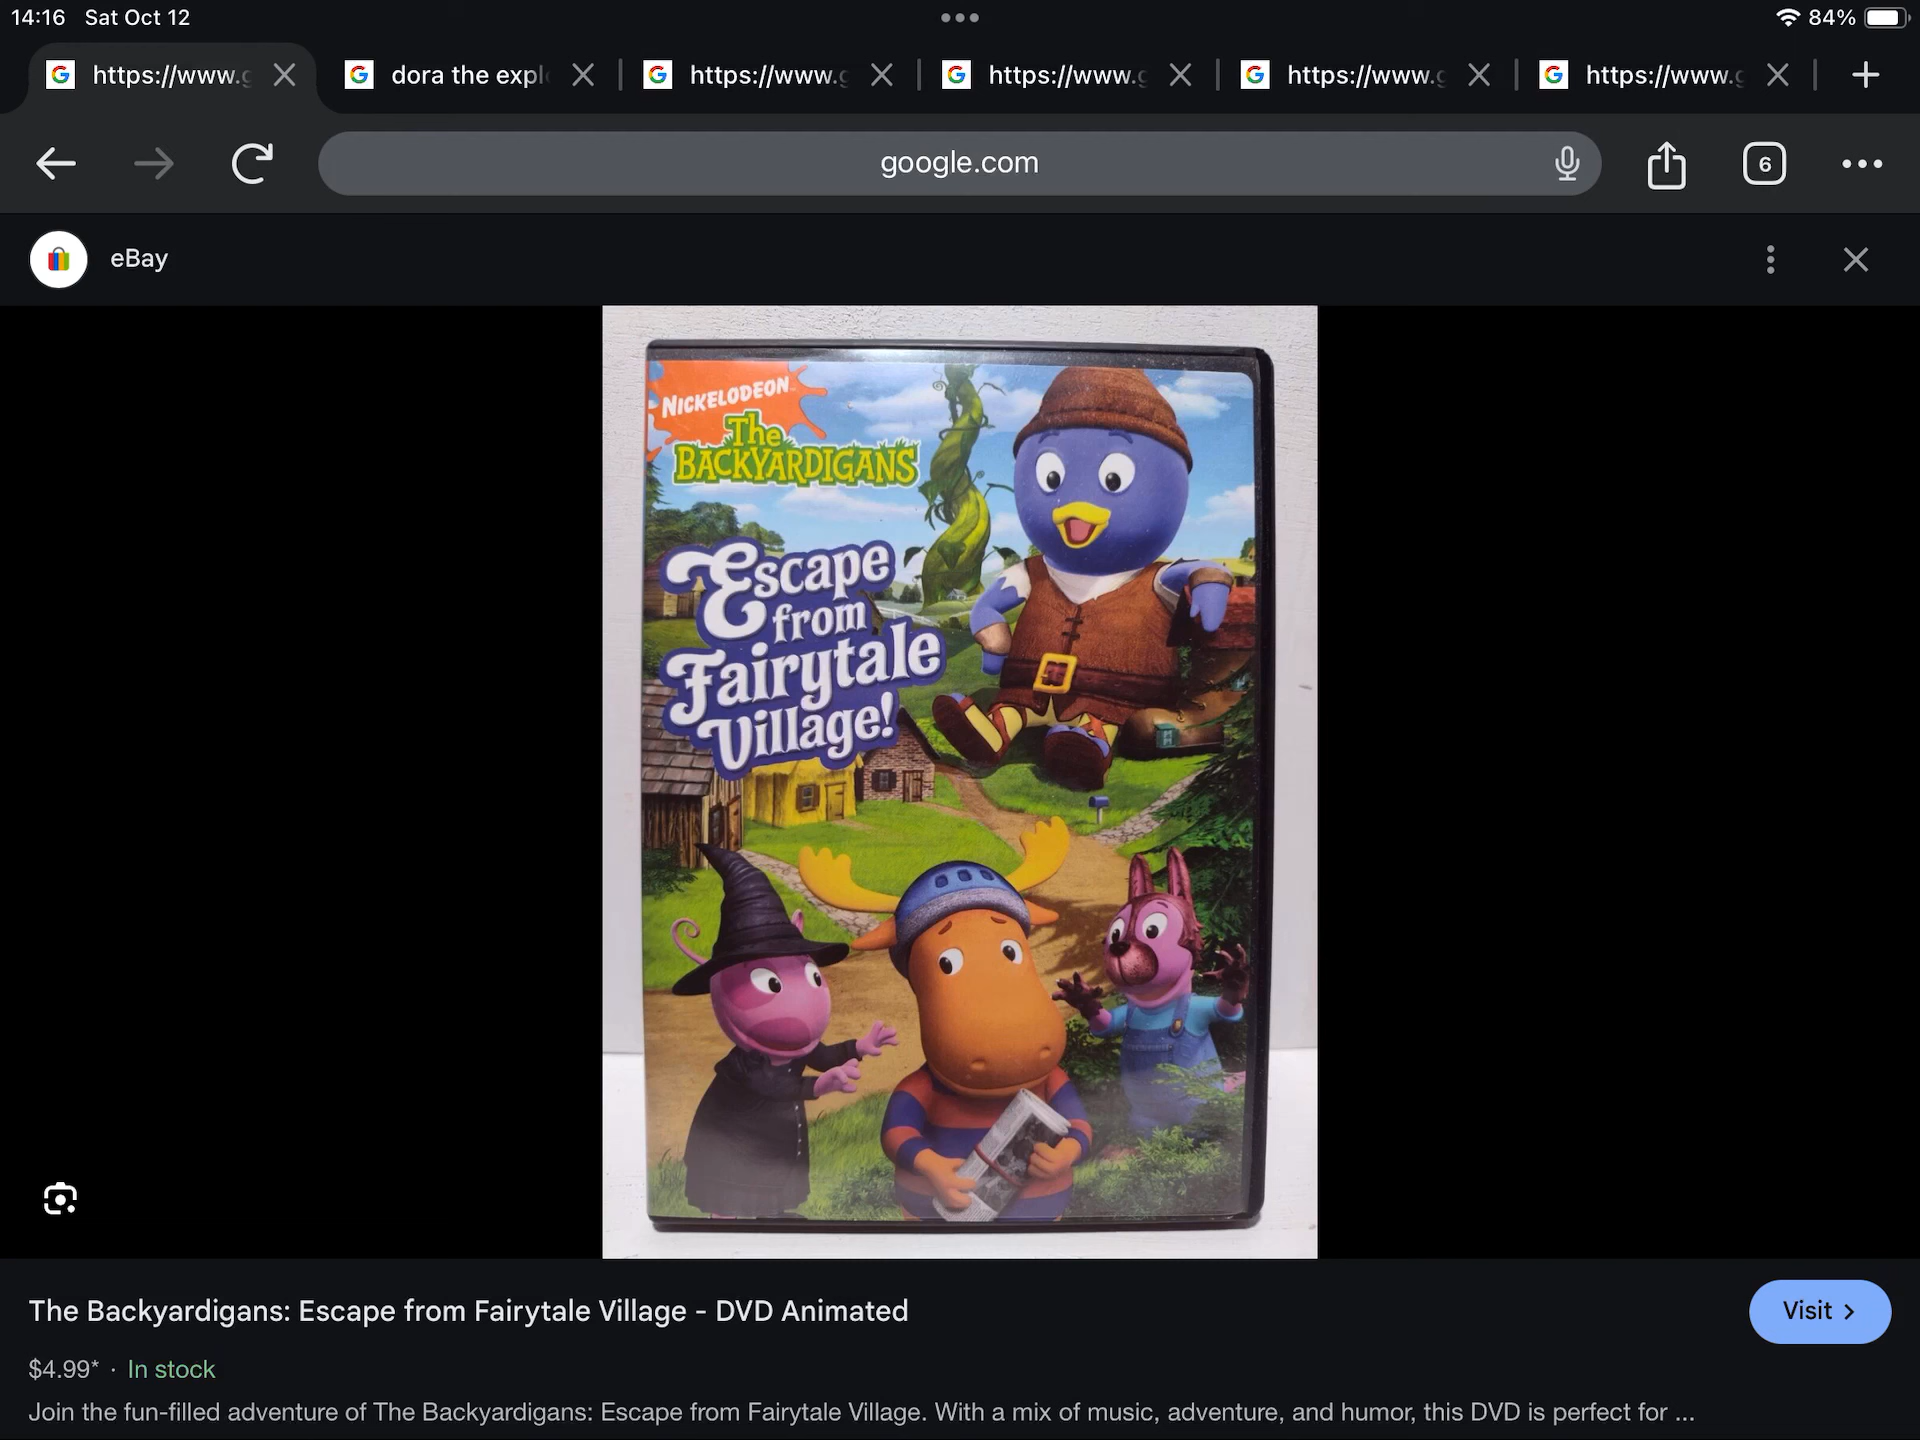 14:16 Sat Oct 12
84%
https://www.g
dora the expl
https://www.g
https://www.g
https://www.g
https://www.g
google.com
6
eBay
NICKELODEON
The
BACKYARDIGANS
Escape
from
Fairytale
Village!
The Backyardigans: Escape from Fairytale Village - DVD Animated
Visit
$4.99* · In stock
Join the fun-filled adventure of The Backyardigans: Escape from Fairytale Village. With a mix of music, adventure, and humor, this DVD is perfect for ...